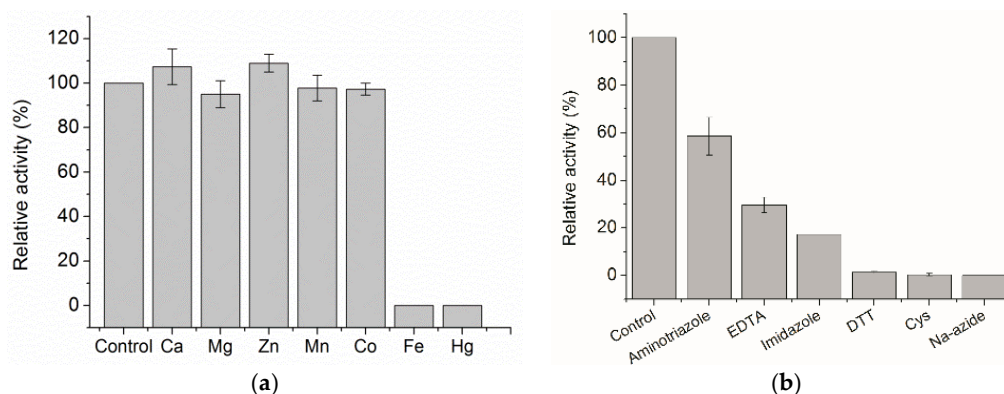 Relative activity (%)
120
100
80
60
40
20
0
Control Ca Mg Zn Mn Co Fe Hg
(a)
b)
Relative activity (%)
100
80
60
40
20
0
Control Aminotriazole EDTA Imidazole DTT Cys Na-azide
(b)